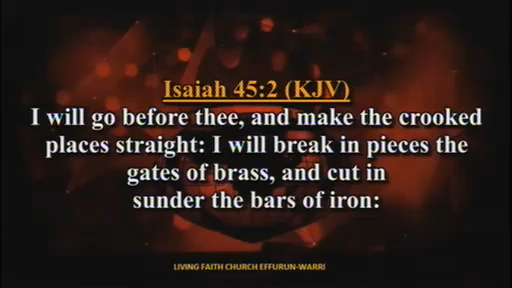 Isaiah 45:2 (KJV)
I will go before thee, and make the crooked
places straight: I will break in pieces the
gates of brass, and cut in
sunder the bars of iron:
LIVING FAITH CHURCH EFFURUN-WARRI